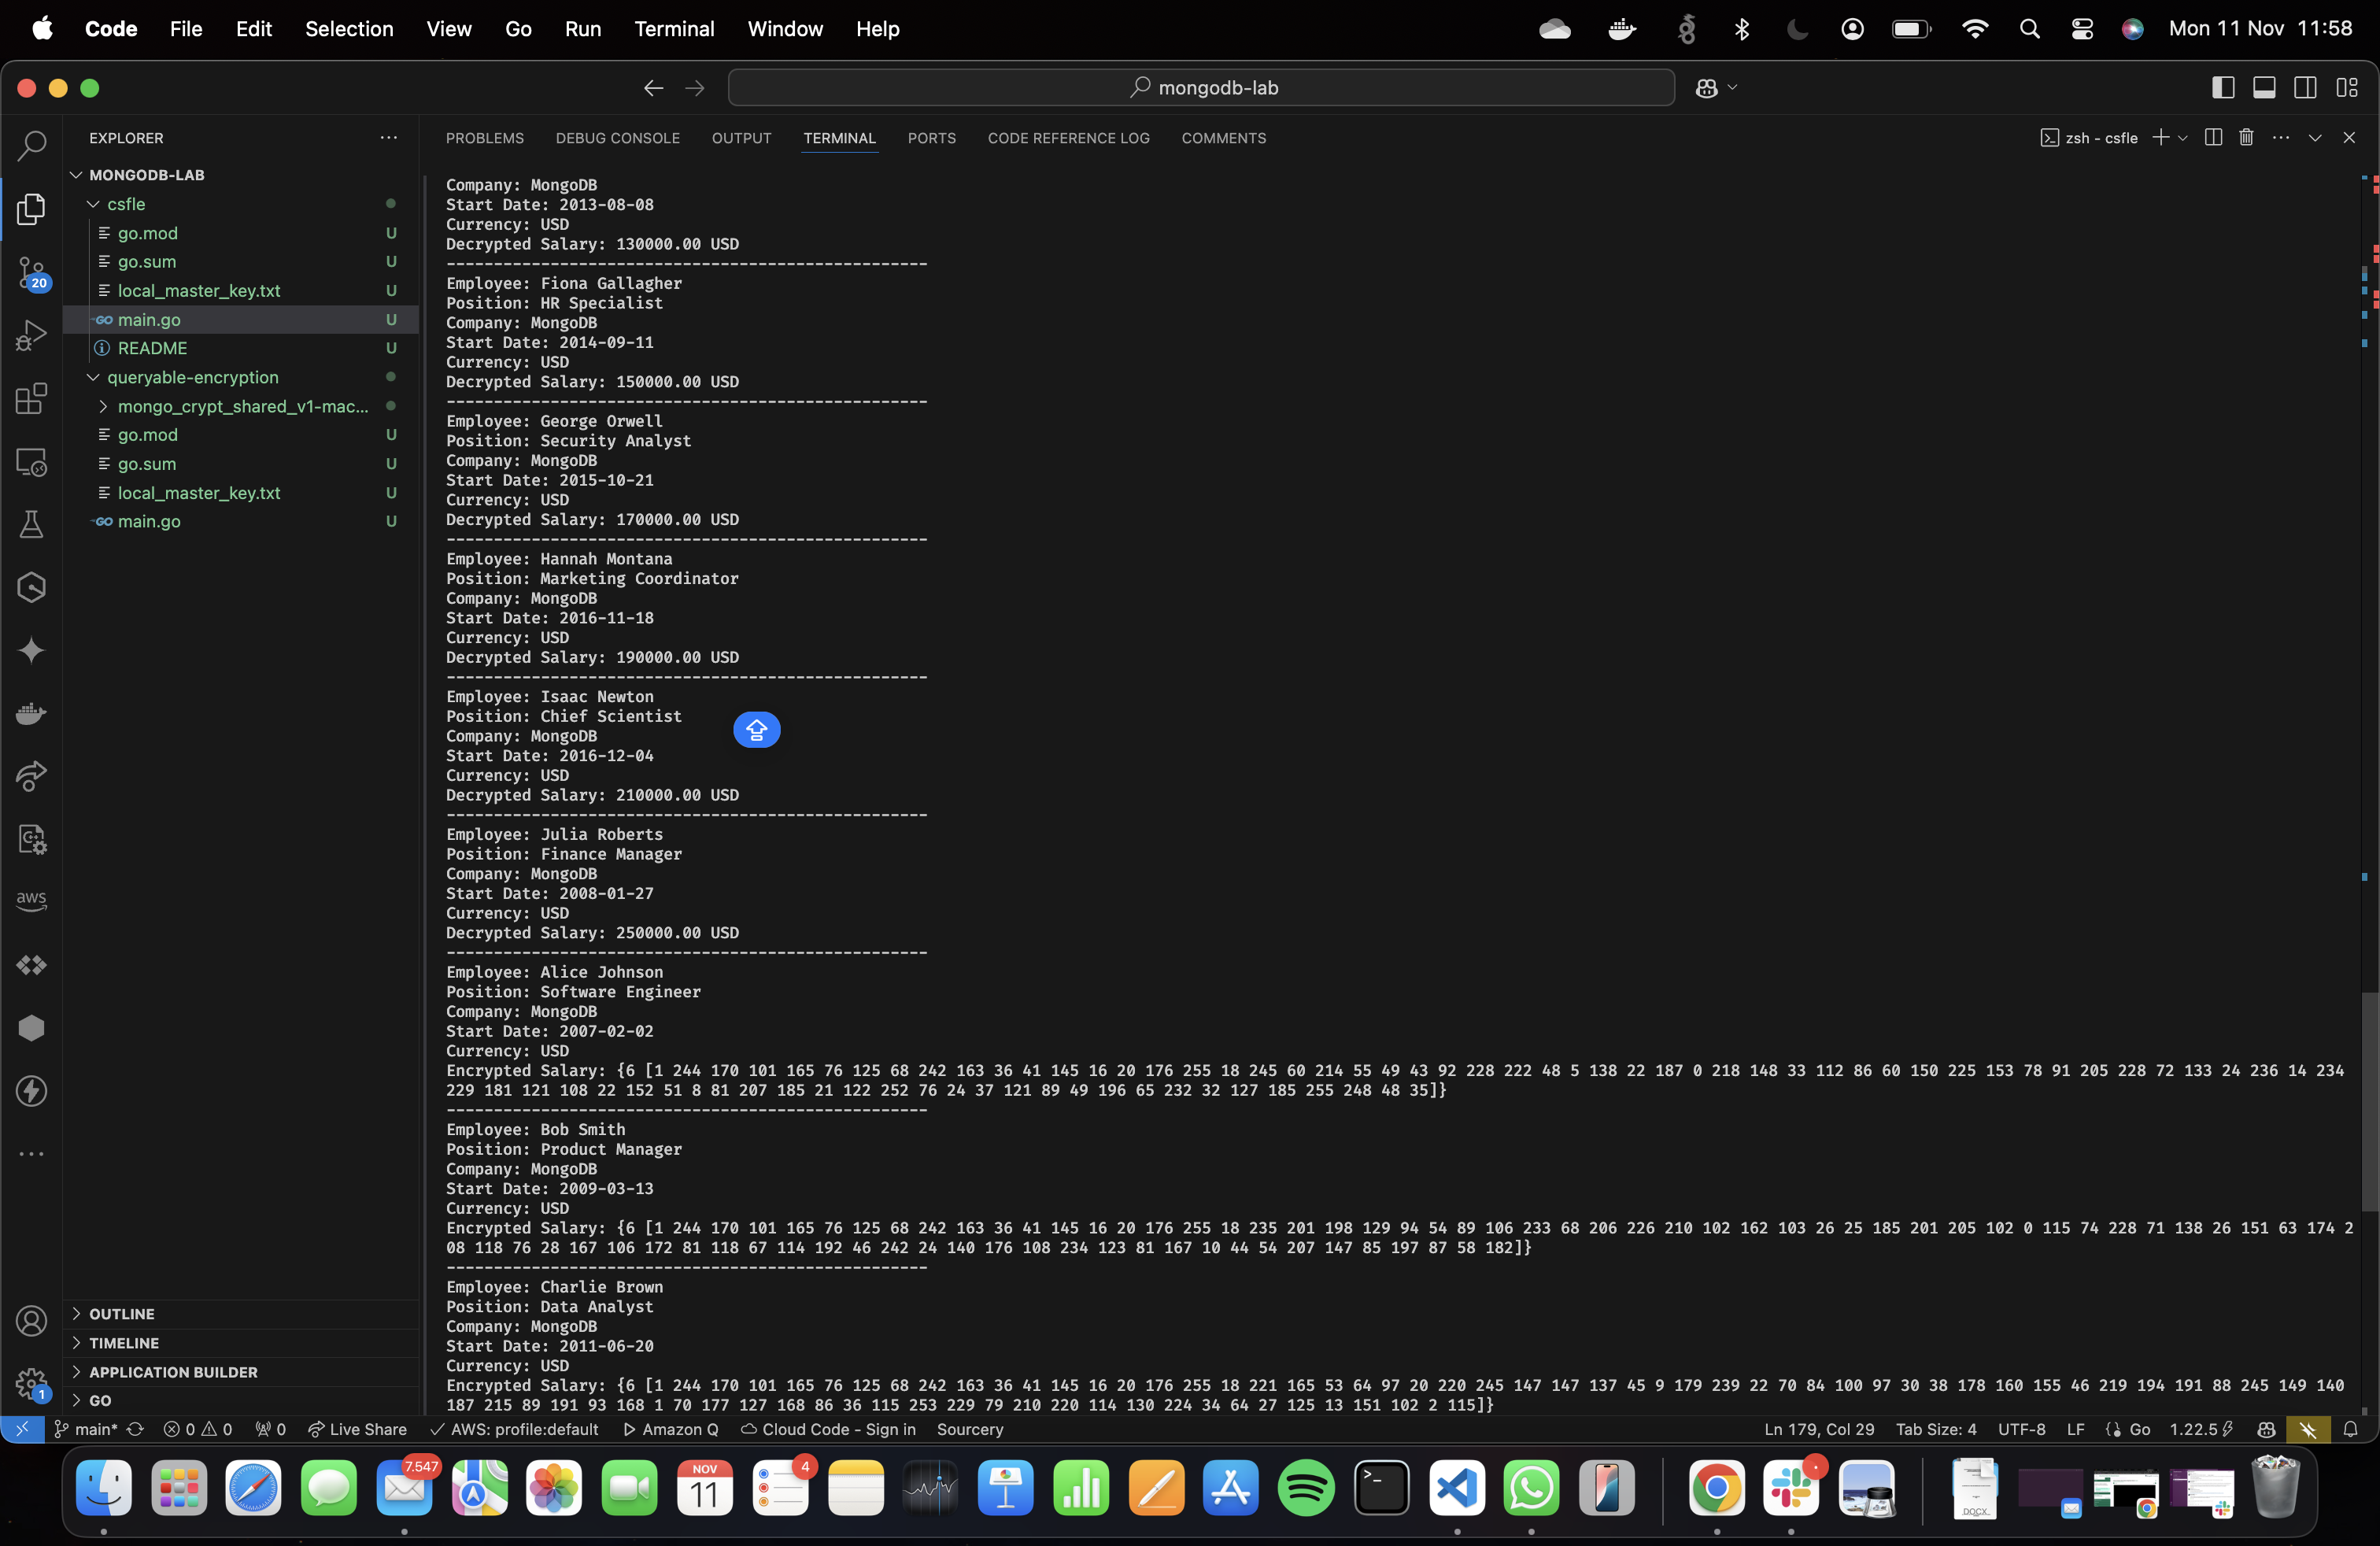 Code File Edit Selection View Go Run Terminal Window Help Mon 11 Nov 11:58
mongodb-lab
EXPLORER
PROBLEMS DEBUG CONSOLE OUTPUT TERMINAL PORTS CODE REFERENCE LOG COMMENTS zsh - csfle
MONGODB-LAB
csfle
go.mod U
go.sum U
local_master_key.txt U
main.go U
README U
queryable-encryption
mongo_crypt_shared_v1-mac...
go.mod U
go.sum U
local_master_key.txt U
main.go U
20
aws
1
OUTLINE
TIMELINE
APPLICATION BUILDER
GO
Company: MongoDB
Start Date: 2013-08-08
Currency: USD
Decrypted Salary: 130000.00 USD
---------------------------------------------------
Employee: Fiona Gallagher
Position: HR Specialist
Company: MongoDB
Start Date: 2014-09-11
Currency: USD
Decrypted Salary: 150000.00 USD
---------------------------------------------------
Employee: George Orwell
Position: Security Analyst
Company: MongoDB
Start Date: 2015-10-21
Currency: USD
Decrypted Salary: 170000.00 USD
---------------------------------------------------
Employee: Hannah Montana
Position: Marketing Coordinator
Company: MongoDB
Start Date: 2016-11-18
Currency: USD
Decrypted Salary: 190000.00 USD
---------------------------------------------------
Employee: Isaac Newton
Position: Chief Scientist
Company: MongoDB
Start Date: 2016-12-04
Currency: USD
Decrypted Salary: 210000.00 USD
---------------------------------------------------
Employee: Julia Roberts
Position: Finance Manager
Company: MongoDB
Start Date: 2008-01-27
Currency: USD
Decrypted Salary: 250000.00 USD
---------------------------------------------------
Employee: Alice Johnson
Position: Software Engineer
Company: MongoDB
Start Date: 2007-02-02
Currency: USD
Encrypted Salary: {6 [1 244 170 101 165 76 125 68 242 163 36 41 145 16 20 176 255 18 245 60 214 55 49 43 92 228 222 48 5 138 22 187 0 218 148 33 112 86 60 150 225 153 78 91 205 228 72 133 24 236 14 234
229 181 121 108 22 152 51 8 81 207 185 21 122 252 76 24 37 121 89 49 196 65 232 32 127 185 255 248 48 35]}
---------------------------------------------------
Employee: Bob Smith
Position: Product Manager
Company: MongoDB
Start Date: 2009-03-13
Currency: USD
Encrypted Salary: {6 [1 244 170 101 165 76 125 68 242 163 36 41 145 16 20 176 255 18 235 201 198 129 94 54 89 106 233 68 206 226 210 102 162 103 26 25 185 201 205 102 0 115 74 228 71 138 26 151 63 174 2
08 118 76 28 167 106 172 81 118 67 114 192 46 242 24 140 176 108 234 123 81 167 10 44 54 207 147 85 197 87 58 182]}
---------------------------------------------------
Employee: Charlie Brown
Position: Data Analyst
Company: MongoDB
Start Date: 2011-06-20
Currency: USD
Encrypted Salary: {6 [1 244 170 101 165 76 125 68 242 163 36 41 145 16 20 176 255 18 221 165 53 64 97 20 220 245 147 147 137 45 9 179 239 22 70 84 100 97 30 38 178 160 155 46 219 194 191 88 245 149 140
187 215 89 191 93 168 1 70 177 127 168 86 36 115 253 229 79 210 220 114 130 224 34 64 27 125 13 151 102 2 115]}
main* 0 0 0 Live Share AWS: profile:default Amazon Q Cloud Code - Sign in Sourcery Ln 179, Col 29 Tab Size: 4 UTF-8 LF Go 1.22.5
7.547
NOV
11
4
DOCX